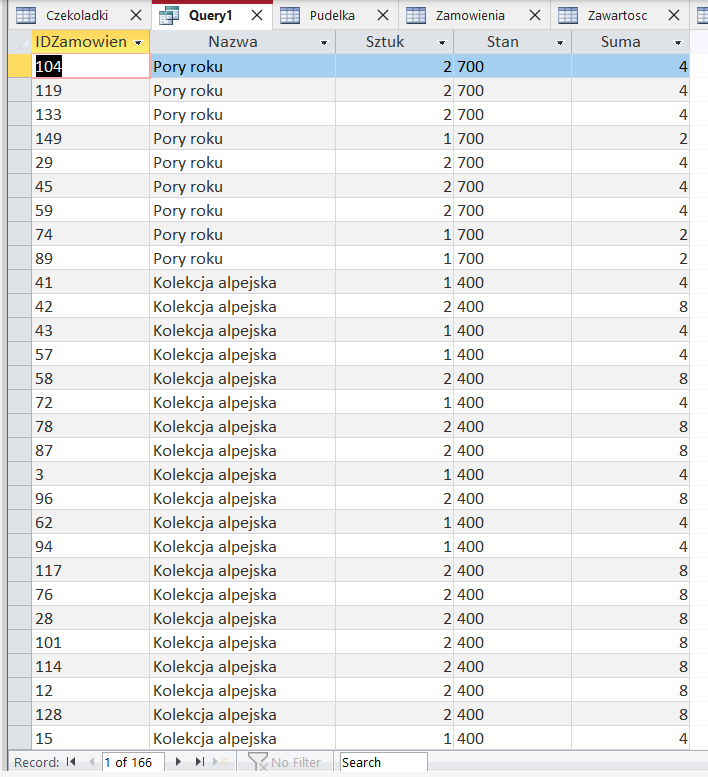 Czekoladki Query1 Pudelka Zamowienia Zawartosc
IDZamowien Nazwa Sztuk Stan Suma
104 Pory roku 2 700 4
119 Pory roku 2 700 4
133 Pory roku 2 700 4
149 Pory roku 1 700 2
29 Pory roku 2 700 4
45 Pory roku 2 700 4
59 Pory roku 2 700 4
74 Pory roku 1 700 2
89 Pory roku 1 700 2
41 Kolekcja alpejska 1 400 4
42 Kolekcja alpejska 2 400 8
43 Kolekcja alpejska 1 400 4
57 Kolekcja alpejska 1 400 4
58 Kolekcja alpejska 2 400 8
72 Kolekcja alpejska 1 400 4
78 Kolekcja alpejska 2 400 8
87 Kolekcja alpejska 2 400 8
3 Kolekcja alpejska 1 400 4
96 Kolekcja alpejska 2 400 8
62 Kolekcja alpejska 1 400 4
94 Kolekcja alpejska 1 400 4
117 Kolekcja alpejska 2 400 8
76 Kolekcja alpejska 2 400 8
28 Kolekcja alpejska 2 400 8
101 Kolekcja alpejska 2 400 8
114 Kolekcja alpejska 2 400 8
12 Kolekcja alpejska 2 400 8
128 Kolekcja alpejska 2 400 8
15 Kolekcja alpejska 1 400 4
Record: 1 of 166 No Filter Search